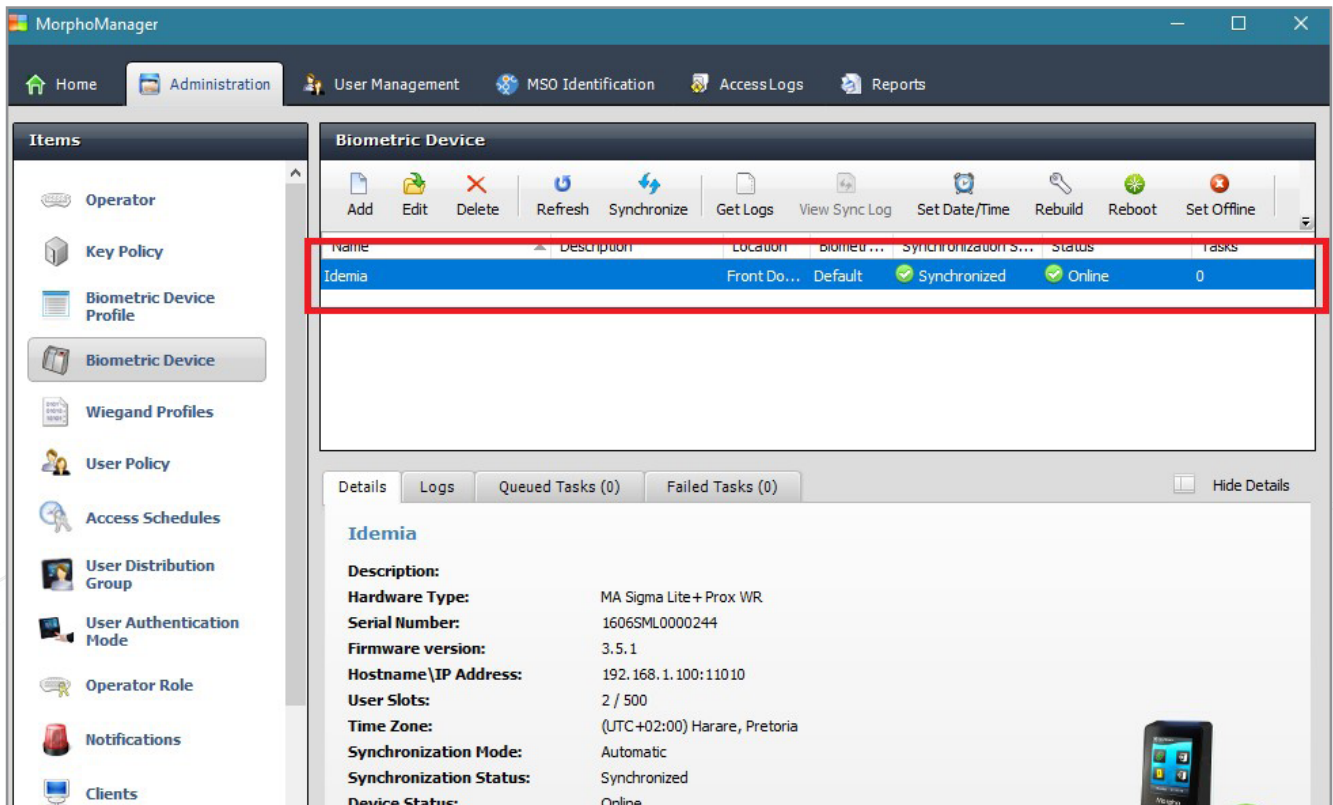 MorphoManager
Home Administration User Management MSO Identification Access Logs Reports
Items
Operator
Key Policy
Biometric Device
Profile
Biometric Device
Wiegand Profiles
User Policy
Access Schedules
User Distribution
Group
User Authentication
Mode
Operator Role
Notifications
Clients
Biometric Device
Add Edit Delete Refresh Synchronize Get Logs View Sync Log Set Date/Time Rebuild Reboot Set Offline
Name Description Location Biometr... Synchronization S... Status Tasks
Idemia Front Do... Default Synchronized Online 0
Details Logs Queued Tasks (0) Failed Tasks (0) Hide Details
Idemia
Description:
Hardware Type: MA Sigma Lite+ Prox WR
Serial Number: 1606SML0000244
Firmware version: 3.5.1
Hostname\IP Address: 192.168.1.100:11010
User Slots: 2 / 500
Time Zone: (UTC+02:00) Harare, Pretoria
Synchronization Mode: Automatic
Synchronization Status: Synchronized
Device Status: Online
Morpho